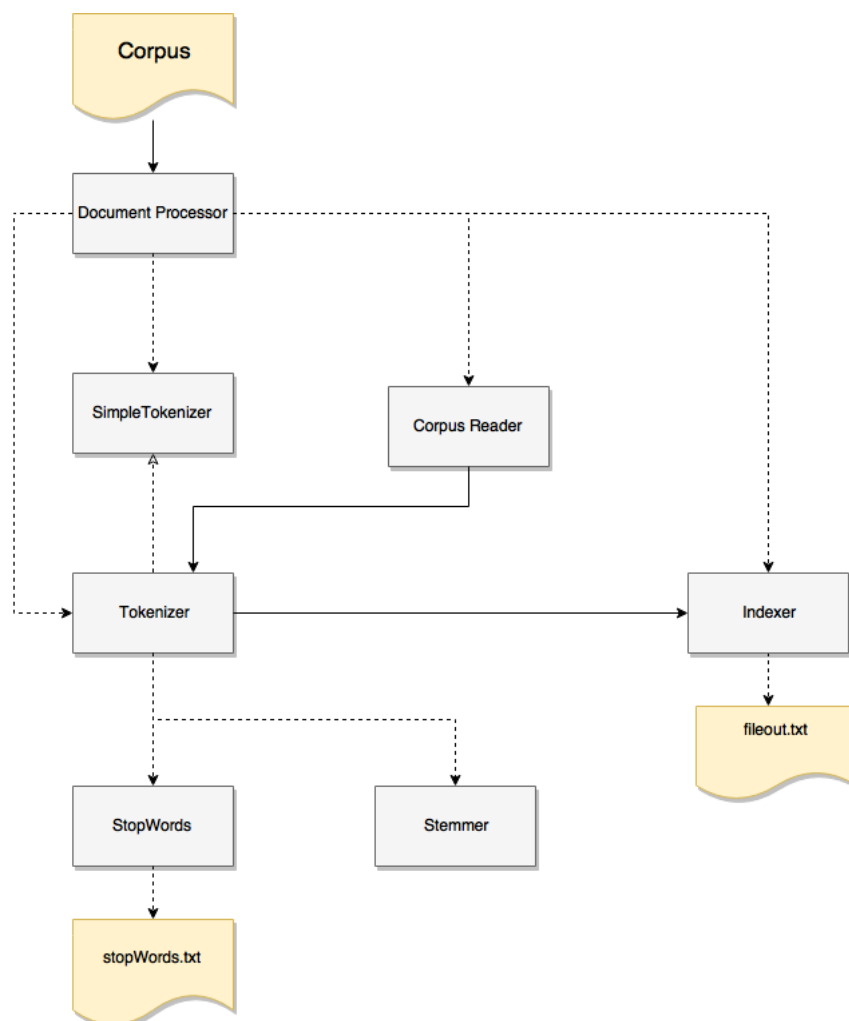 Corpus
Document Processor
SimpleTokenizer
Corpus Reader
Tokenizer
Indexer
fileout.txt
StopWords
Stemmer
stopWords.txt